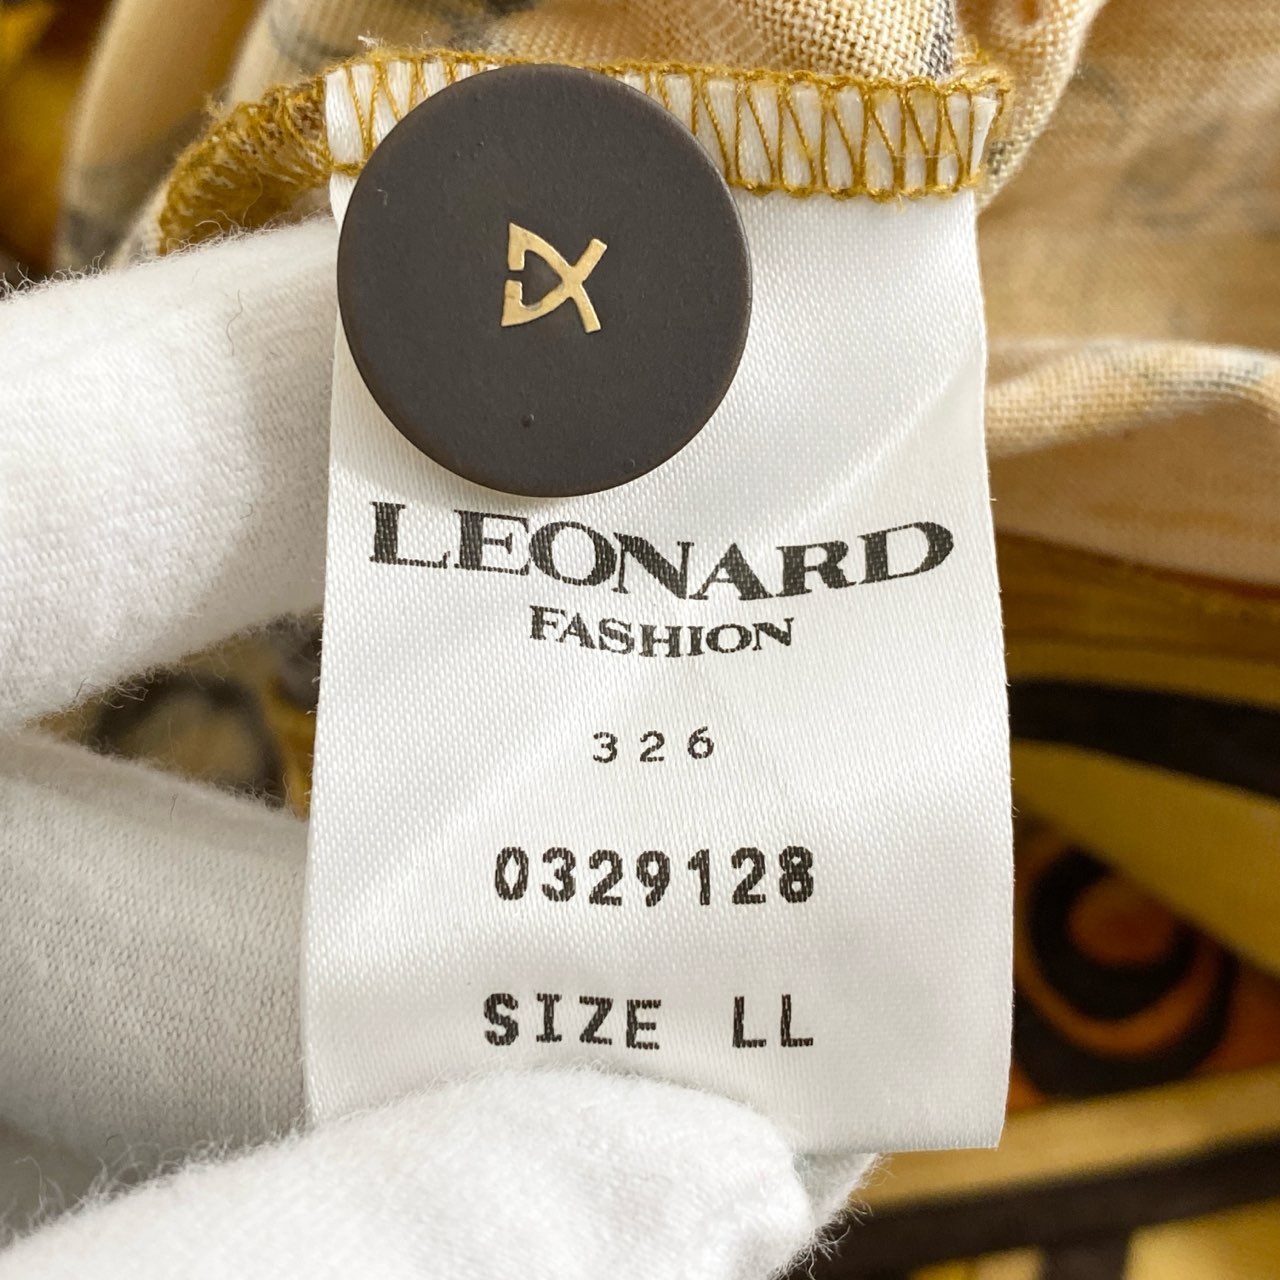 LEONARD
FASHION
326
0329128
SIZE LL